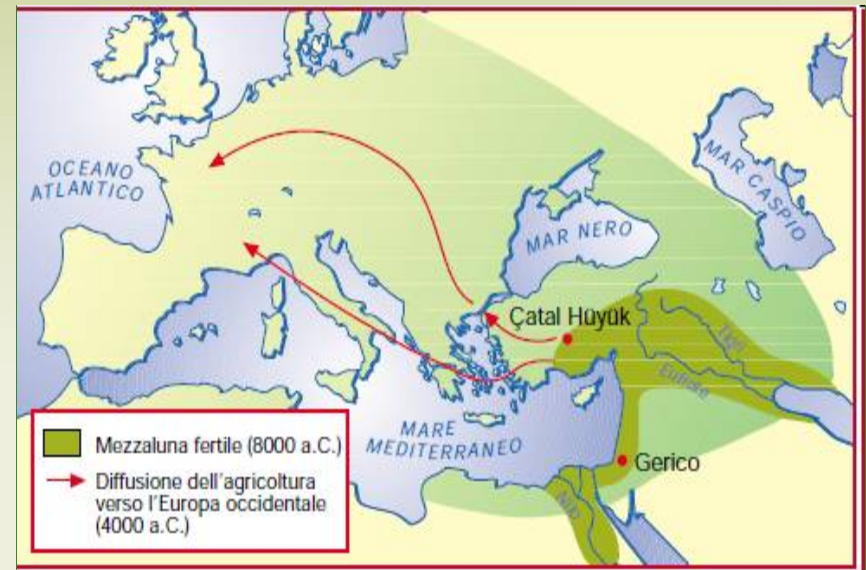 OCEANO
ATLANTICO
MAR NERO
MAR CASPIO
Çatal Hüyük
Tigri
Eufrate
MARE
MEDITERRANEO
Gerico
Nilo
Mezzaluna fertile (8000 a.C.)
Diffusione dell'agricoltura
verso l'Europa occidentale
(4000 a.C.)